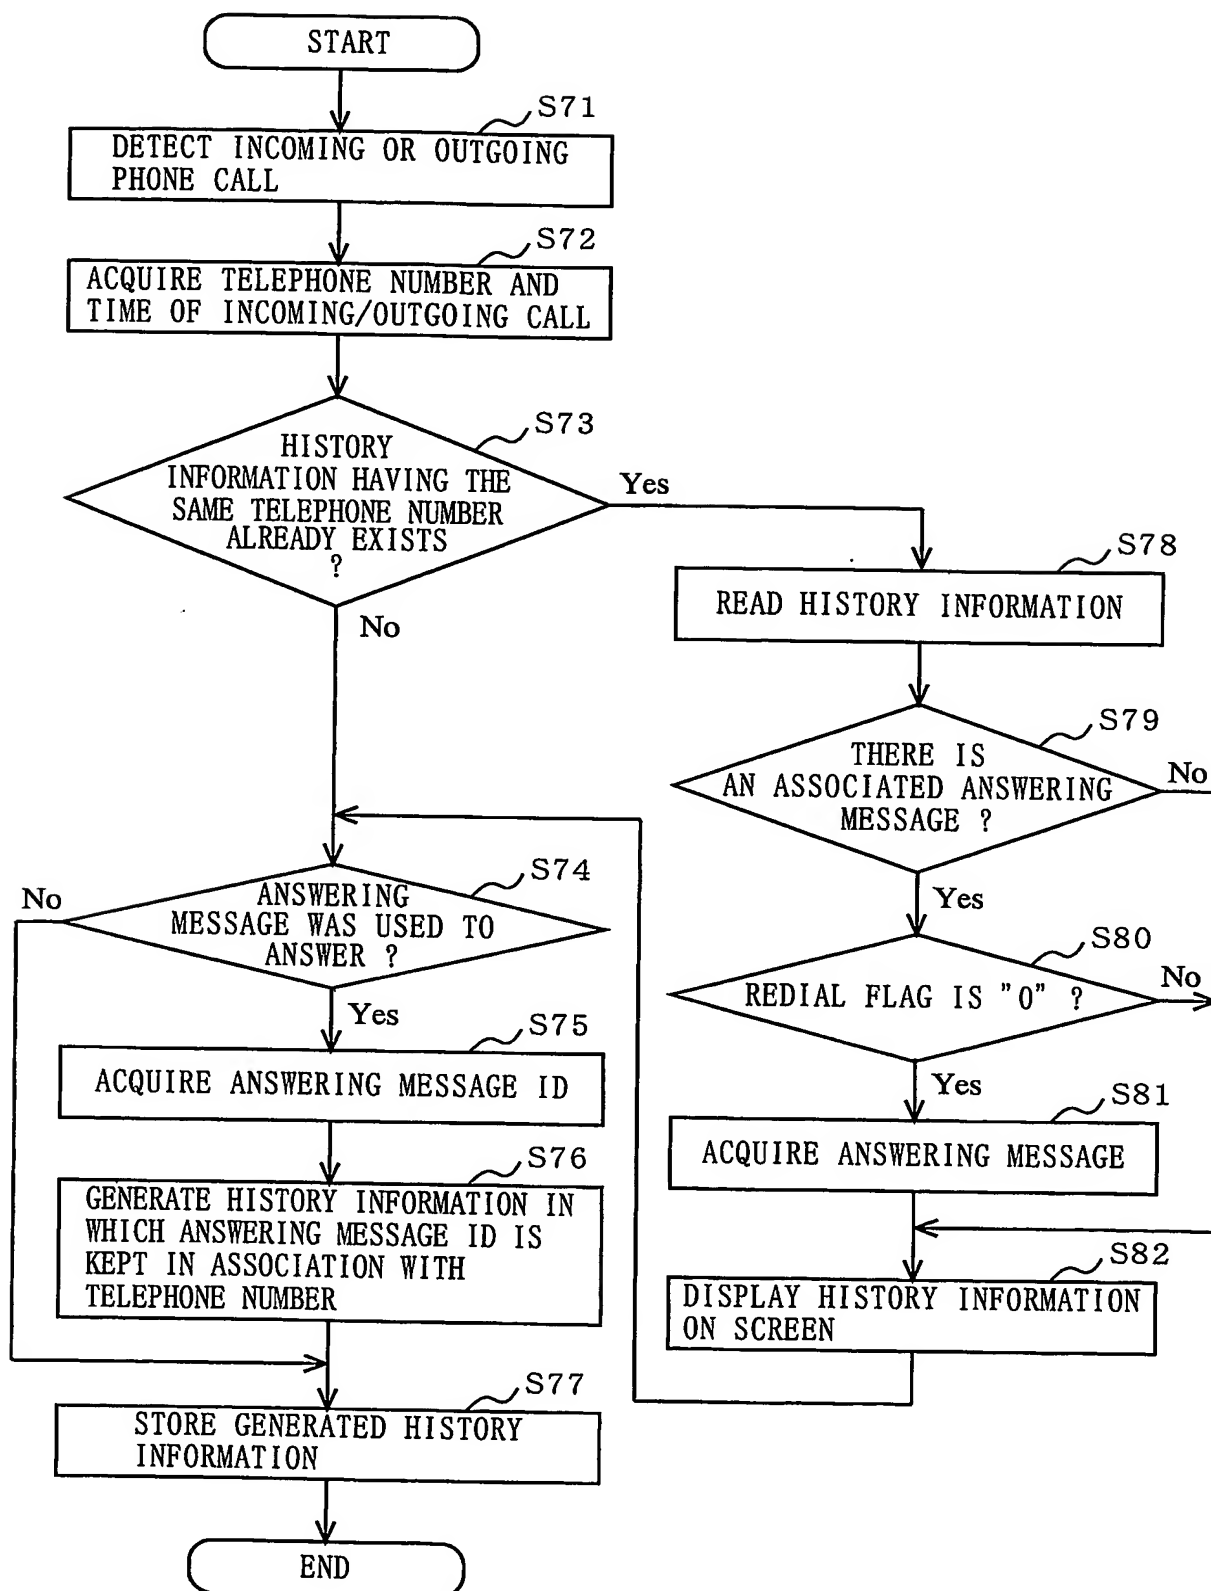 START
S71
DETECT INCOMING OR OUTGOING
PHONE CALL
S72
ACQUIRE TELEPHONE NUMBER AND
TIME OF INCOMING/OUTGOING CALL
S73
HISTORY
INFORMATION HAVING THE
SAME TELEPHONE NUMBER
ALREADY EXISTS
?
Yes
No
S74
ANSWERING
MESSAGE WAS USED TO
ANSWER ?
No
Yes
S75
ACQUIRE ANSWERING MESSAGE ID
S76
GENERATE HISTORY INFORMATION IN
WHICH ANSWERING MESSAGE ID IS
KEPT IN ASSOCIATION WITH
TELEPHONE NUMBER
S77
STORE GENERATED HISTORY
INFORMATION
END
S78
READ HISTORY INFORMATION
S79
THERE IS
AN ASSOCIATED ANSWERING
MESSAGE ?
No
Yes
S80
REDIAL FLAG IS "0" ?
No
Yes
S81
ACQUIRE ANSWERING MESSAGE
S82
DISPLAY HISTORY INFORMATION
ON SCREEN